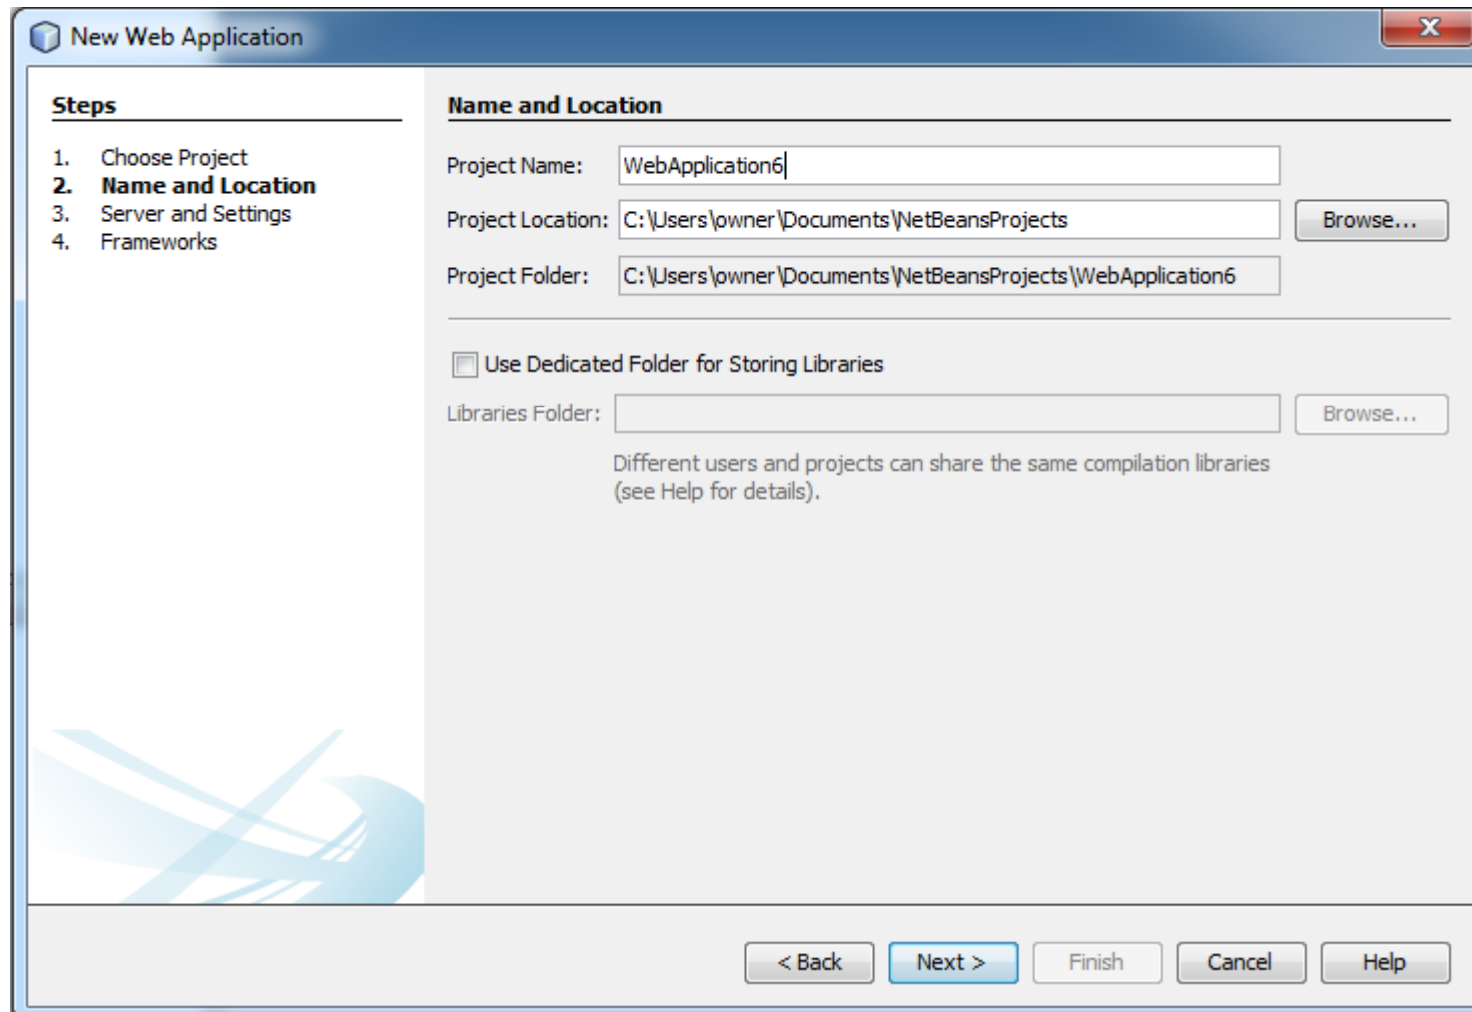 New Web Application
Steps
1. Choose Project
2. Name and Location
3. Server and Settings
4. Frameworks
Name and Location
Project Name: WebApplication6
Project Location: C:\Users\owner\Documents\NetBeansProjects Browse...
Project Folder: C:\Users\owner\Documents\NetBeansProjects\WebApplication6
Use Dedicated Folder for Storing Libraries
Libraries Folder: Browse...
Different users and projects can share the same compilation libraries
(see Help for details).
< Back Next > Finish Cancel Help